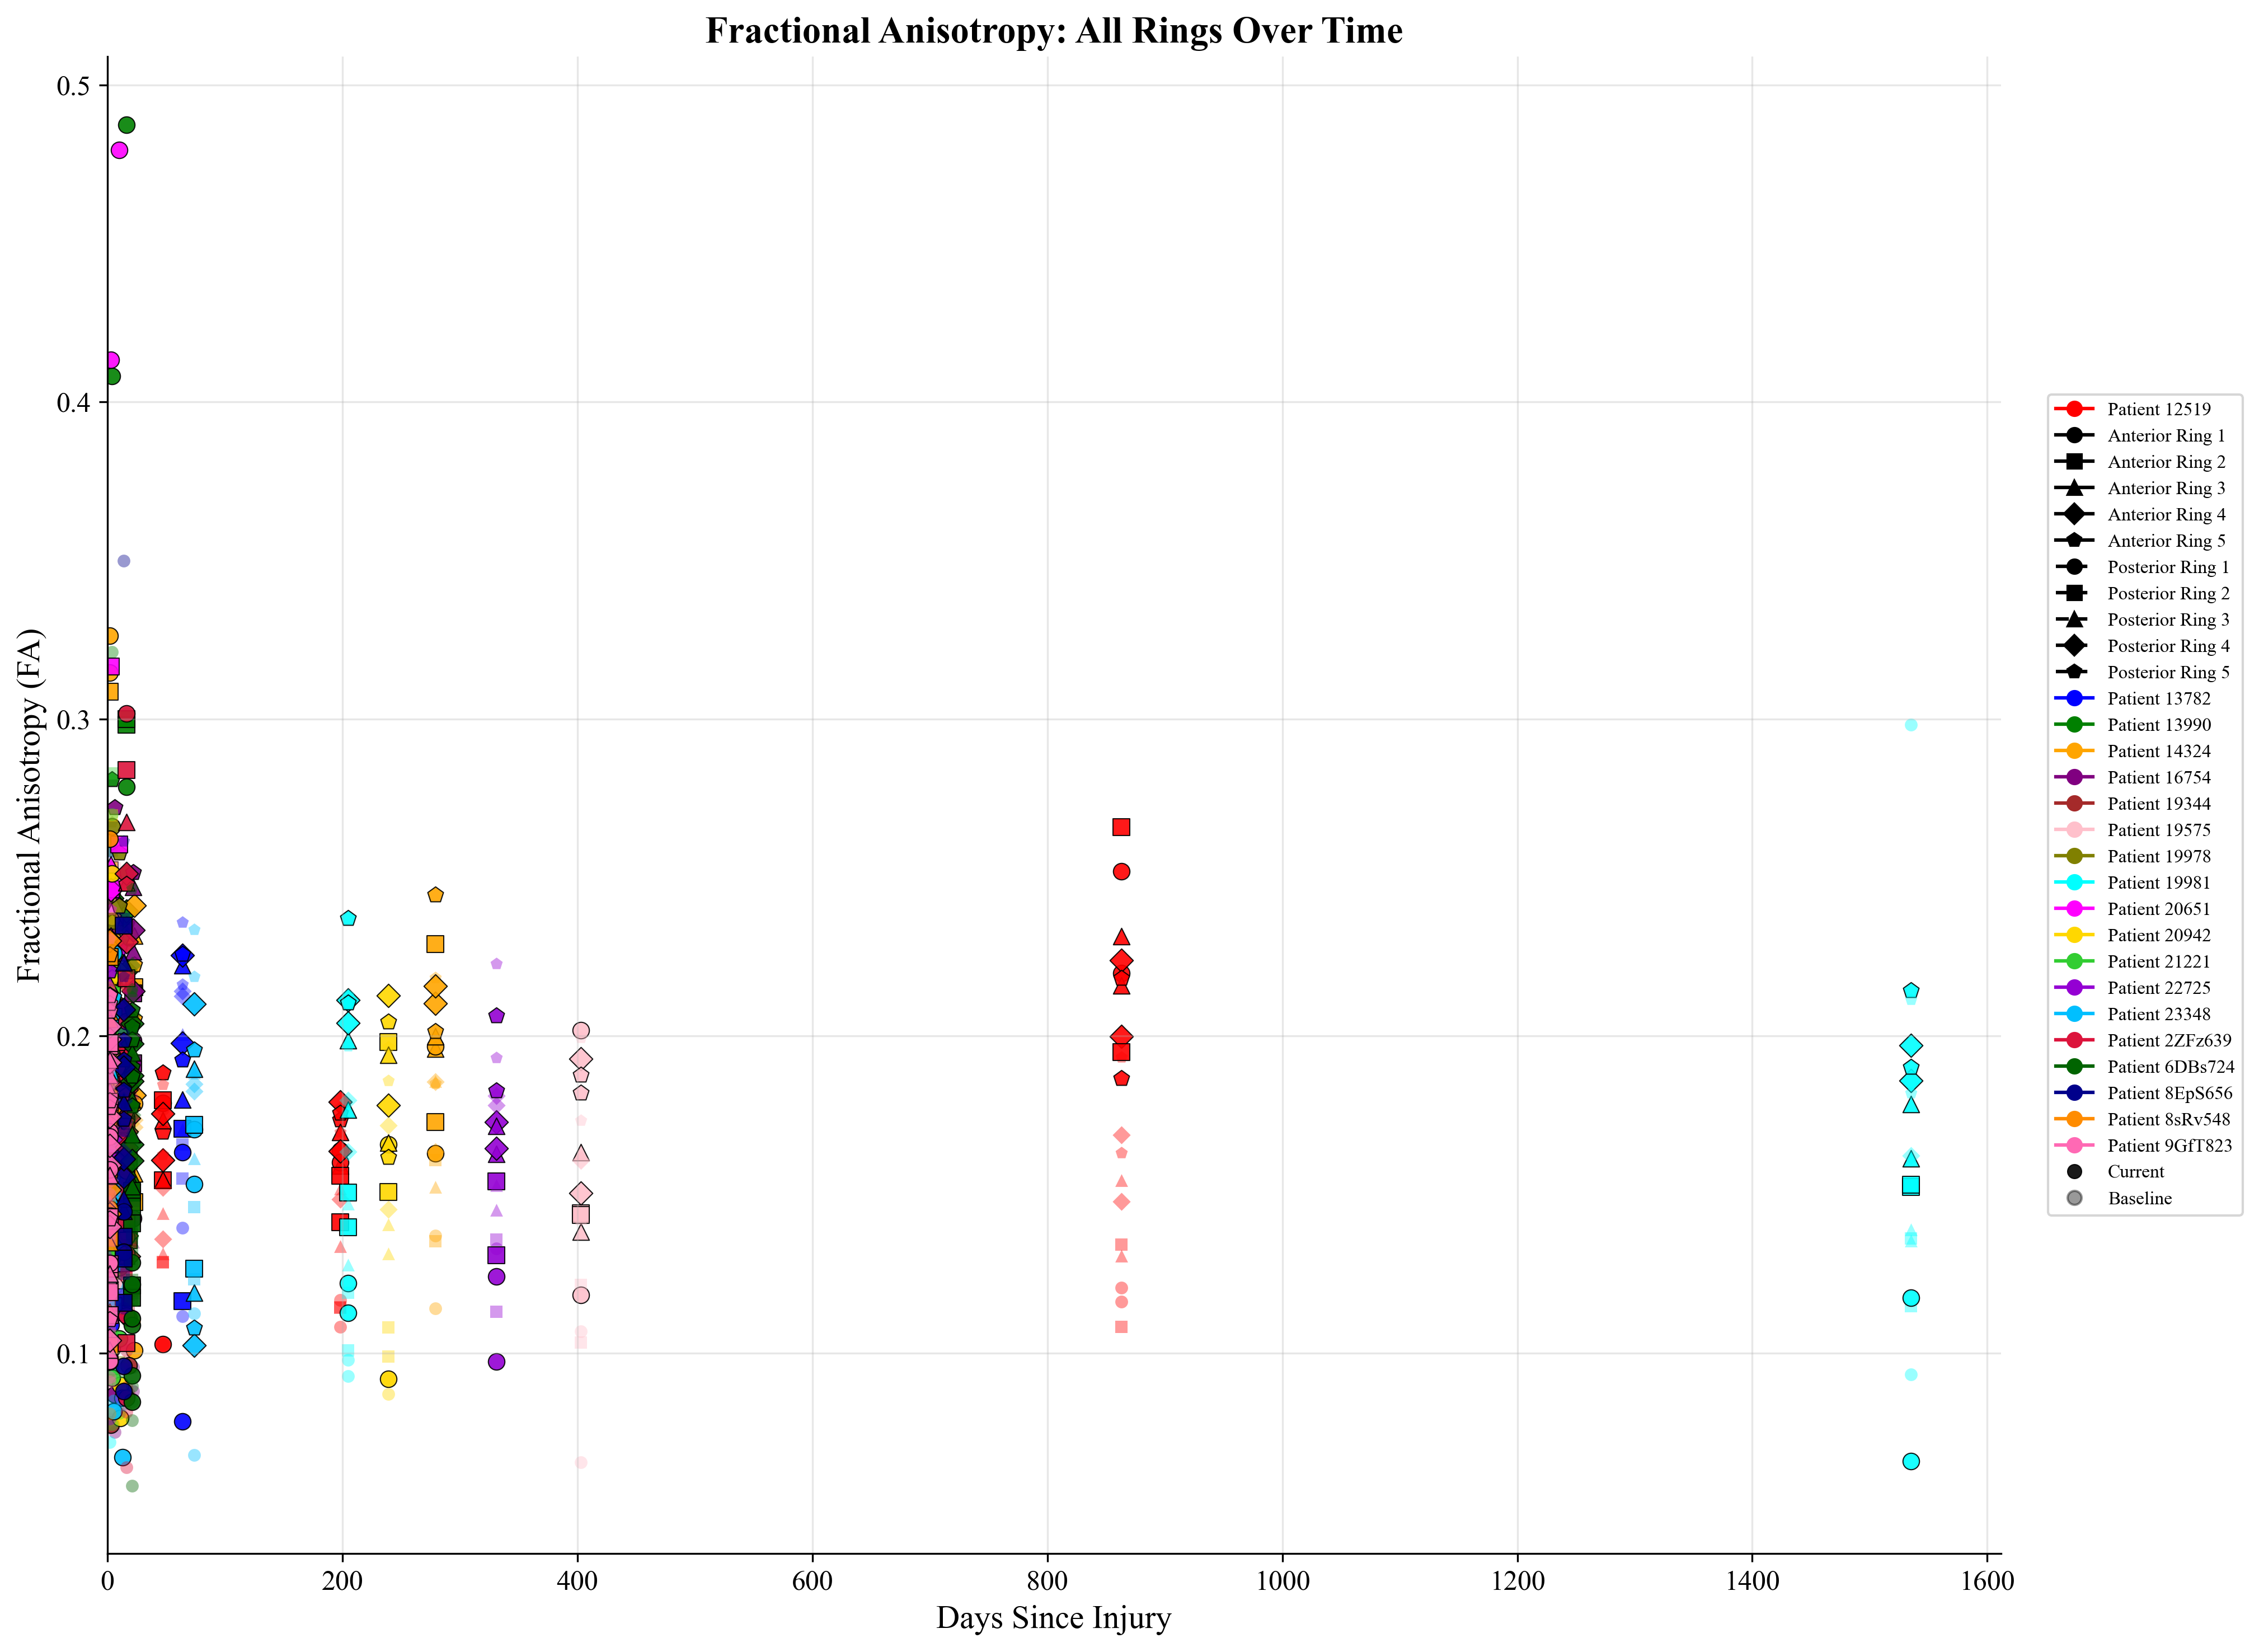 Fractional Anisotropy: All Rings Over Time
Fractional Anisotropy (FA)
0.5
0.4
0.3
0.2
0.1
0
200
400
600
800
1000
1200
1400
1600
Days Since Injury
Patient 12519
Anterior Ring 1
Anterior Ring 2
Anterior Ring 3
Anterior Ring 4
Anterior Ring 5
Posterior Ring 1
Posterior Ring 2
Posterior Ring 3
Posterior Ring 4
Posterior Ring 5
Patient 13782
Patient 13990
Patient 14324
Patient 16754
Patient 19344
Patient 19575
Patient 19978
Patient 19981
Patient 20651
Patient 20942
Patient 21221
Patient 22725
Patient 23348
Patient 2ZFz639
Patient 6DBs724
Patient 8EpS656
Patient 8sRv548
Patient 9GfT823
Current
Baseline